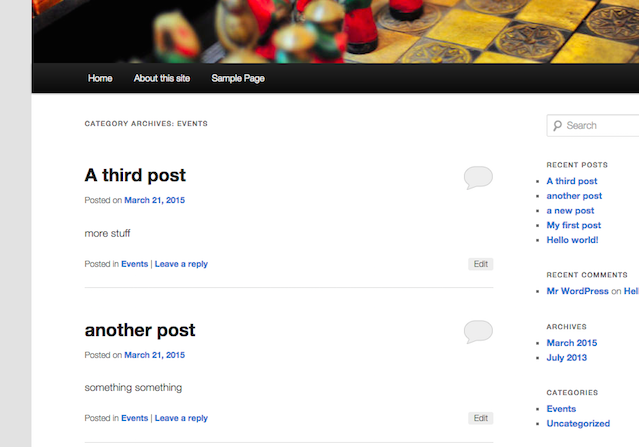 Home About this site Sample Page
CATEGORY ARCHIVES: EVENTS
A third post
Posted on March 21, 2015
more stuff
Posted in Events | Leave a reply
Edit
another post
Posted on March 21, 2015
something something
Posted in Events | Leave a reply
Edit
Search
RECENT POSTS
A third post
another post
a new post
My first post
Hello world!
RECENT COMMENTS
Mr WordPress on Hel
ARCHIVES
March 2015
July 2013
CATEGORIES
Events
Uncategorized